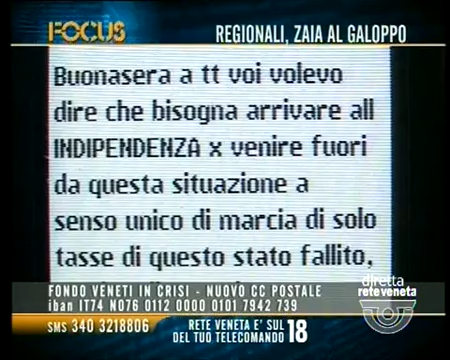 FOCUS
REGIONALI, ZAIA AL GALOPPO
Buonasera a tt voi volevo
dire che bisogna arrivare all
INDIPENDENZA x venire fuori
da questa situazione a
senso unico di marcia di solo
tasse di questo stato fallito,
diretta
reteveneta
FONDO VENETI IN CRISI - NUOVO CC POSTALE
iban IT74 N076 0112 0000 0101 7942 739
SMS 340 3218806
RETE VENETA E' SUL
DEL TUO TELECOMANDO 18